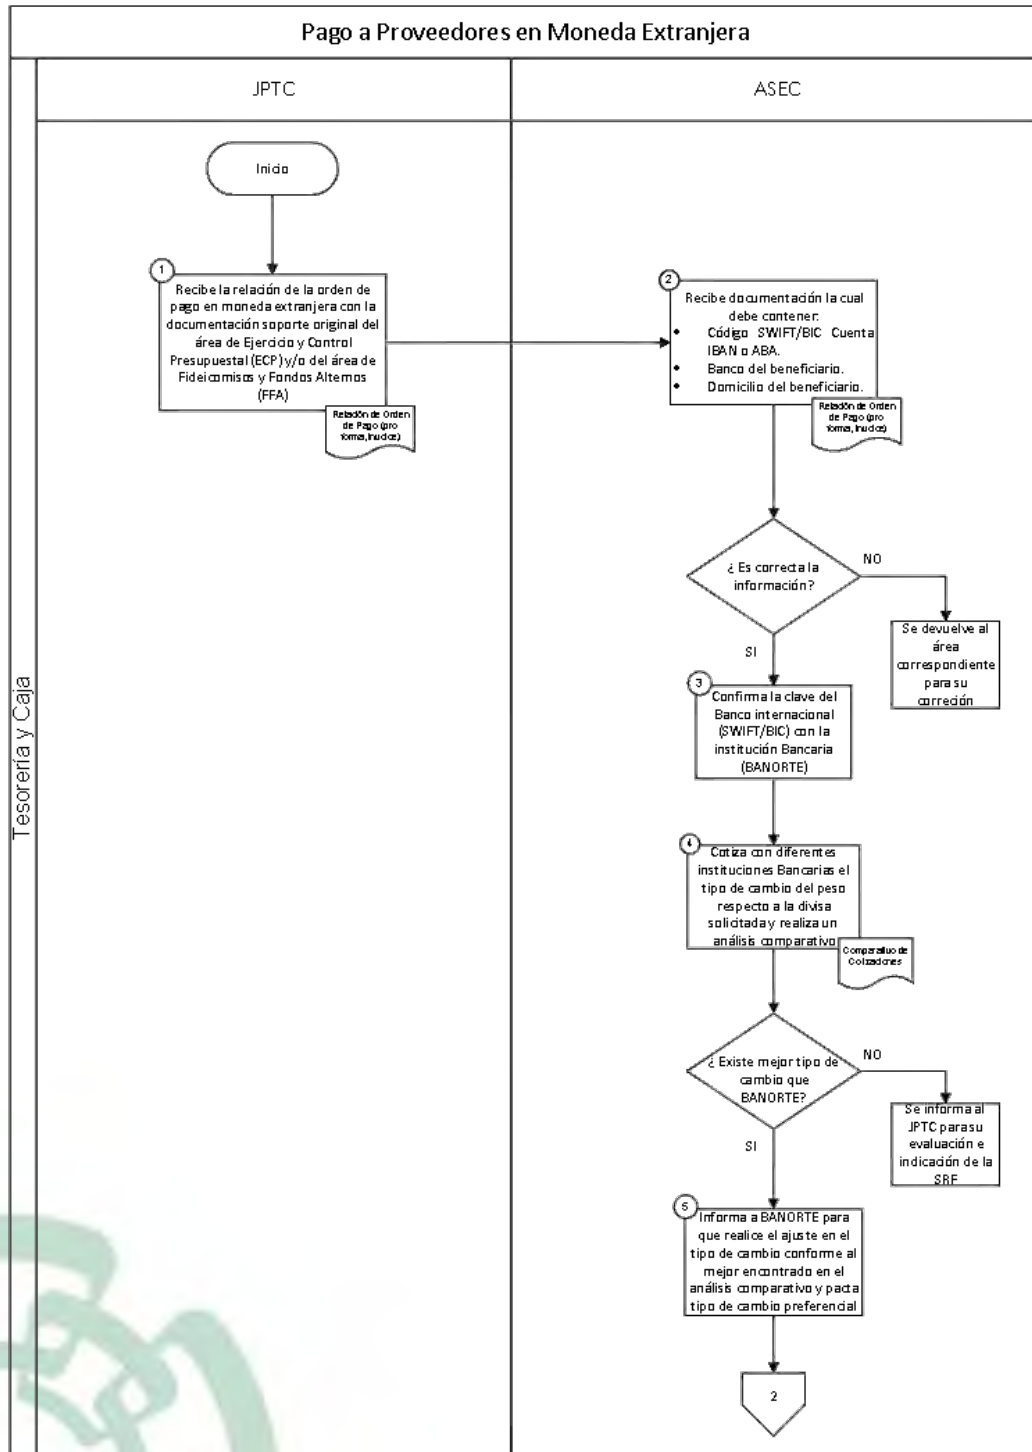 Pago a Proveedores en Moneda Extranjera
JPTC
ASEC
Tesorería y Caja
Inicio
1
Recibe la relación de la orden de
pago en moneda extranjera con la
documentación soporte original del
área de Ejercicio y Control
Presupuestal (ECP) y/o del área de
Fideicomisos y Fondos Alternos
(FFA)
Relación de Orden
de Pago (pro
forma, Invoice)
2
Recibe documentación la cual
debe contener:
• Código SWIFT/BIC Cuenta
IBAN o ABA.
• Banco del beneficiario.
• Domicilio del beneficiario.
Relación de Orden
de Pago (pro
forma, Invoice)
¿ Es correcta la
información?
NO
Se devuelve al
área
correspondiente
para su
correción
SI
3
Confirma la clave del
Banco internacional
(SWIFT/BIC) con la
institución Bancaria
(BANORTE)
4
Cotiza con diferentes
instituciones Bancarias el
tipo de cambio del peso
respecto a la divisa
solicitada y realiza un
análisis comparativo
Comparativo de
Cotizaciones
¿ Existe mejor tipo de
cambio que
BANORTE?
NO
Se informa al
JPTC para su
evaluación e
indicación de la
SRF
SI
5
Informa a BANORTE para
que realice el ajuste en el
tipo de cambio conforme al
mejor encontrado en el
análisis comparativo y pacta
tipo de cambio preferencial
2